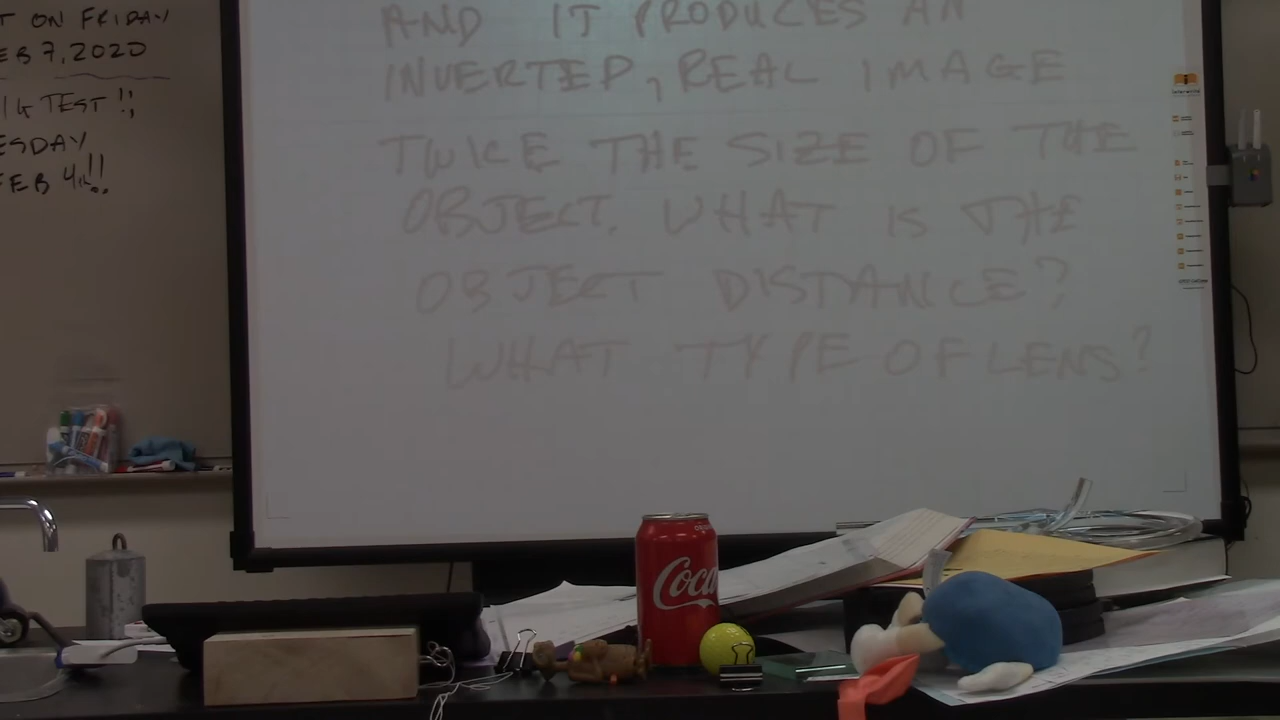 T ON FRIDAY
EB 7, 2020
TEST !!
ESDAY
FEB 4th!!
AND IT PRODUCES AN
INVERTED, REAL IMAGE
TWICE THE SIZE OF THE
OBJECT. WHAT IS THE
OBJECT DISTANCE?
WHAT TYPE OF LENS?
Coca